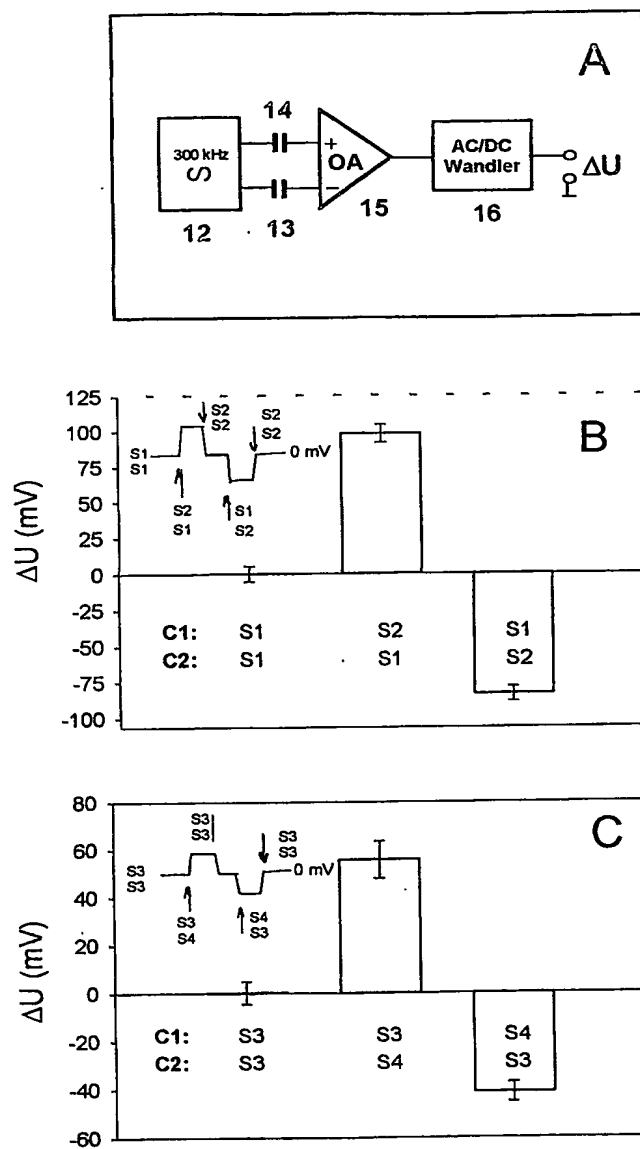 A
14
300 kHz
+
OA
−
AC/DC
Wandler
ΔU
12
13
15
16
B
ΔU (mV)
125
100
75
50
25
0
-25
-50
-75
-100
S1
S1
S2
S2
S2
S2
0 mV
S2
S1
S1
S2
C1: S1 S2 S1
C2: S1 S1 S2
C
ΔU (mV)
80
60
40
20
0
-20
-40
-60
S3
S3
S3
S3
S3
S3
0 mV
S3
S4
S4
S3
C1: S3 S3 S4
C2: S3 S4 S3